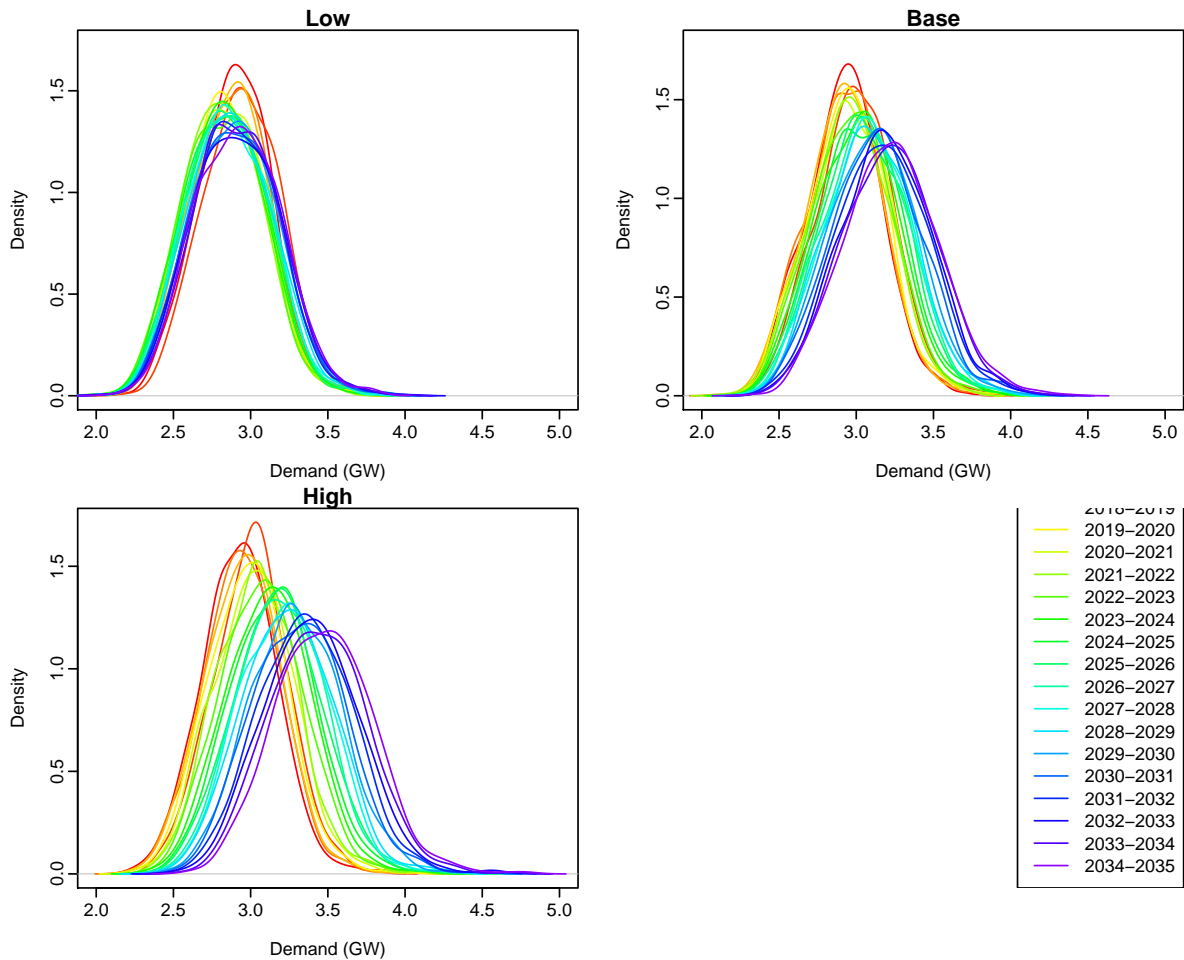 Low
Density
0.0
0.5
1.0
1.5
2.0 2.5 3.0 3.5 4.0 4.5 5.0
Demand (GW)
Base
Density
0.0
0.5
1.0
1.5
2.0 2.5 3.0 3.5 4.0 4.5 5.0
Demand (GW)
High
Density
0.0
0.5
1.0
1.5
2.0 2.5 3.0 3.5 4.0 4.5 5.0
Demand (GW)
2018–2019
2019–2020
2020–2021
2021–2022
2022–2023
2023–2024
2024–2025
2025–2026
2026–2027
2027–2028
2028–2029
2029–2030
2030–2031
2031–2032
2032–2033
2033–2034
2034–2035